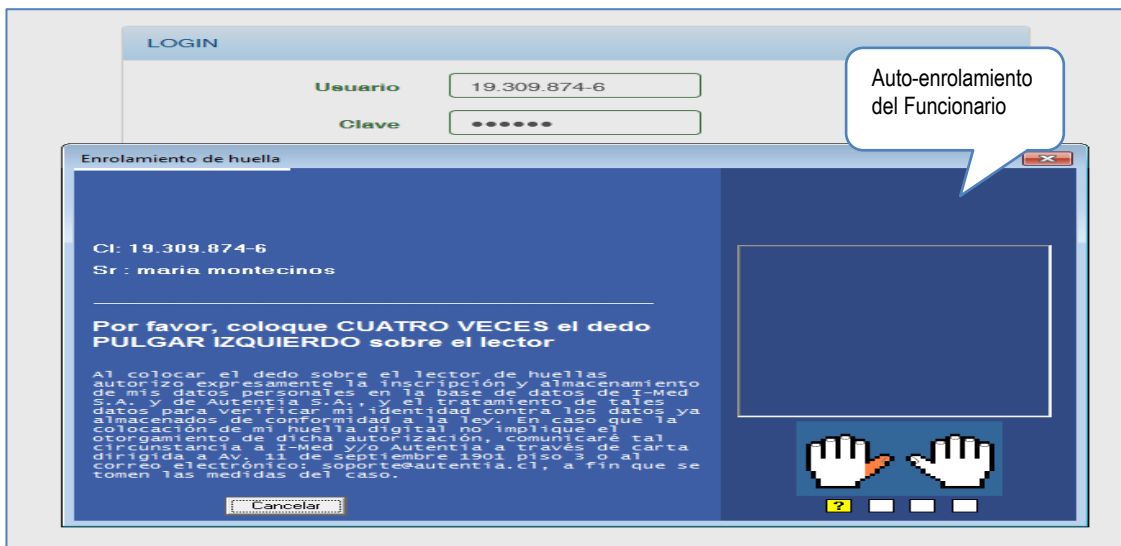 LOGIN
Usuario 19.309.874-6
Clave ●●●●●●
Auto-enrolamiento
del Funcionario
Enrolamiento de huella
CI: 19.309.874-6
Sr : maria montecinos
Por favor, coloque CUATRO VECES el dedo
PULGAR IZQUIERDO sobre el lector
Al colocar el dedo sobre el lector de huellas
autorizo expresamente la inscripción y almacenamiento
de mis datos personales en la base de datos de I-Med
S.A. y de Autentia S.A., y el tratamiento de tales
datos para verificar mi identidad contra los datos ya
almacenados de conformidad a la ley. En caso que la
colocación de mi huella digital no implique el
otorgamiento de dicha autorización, comunicaré tal
circunstancia a I-Med y/o Autentia a través de carta
dirigida a Av. 11 de septiembre 1901 piso 3 o al
correo electrónico: soporte@autentia.cl, a fin que se
tomen las medidas del caso.
Cancelar
?